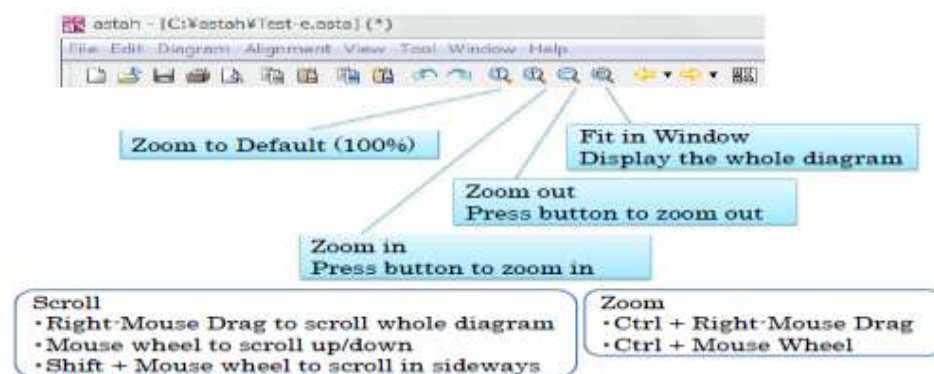 astah - [C:¥astah¥Test-e.asta] (*)
File Edit Diagram Alignment View Tool Window Help
Zoom to Default (100%)
Fit in Window
Display the whole diagram
Zoom out
Press button to zoom out
Zoom in
Press button to zoom in
Scroll
・Right-Mouse Drag to scroll whole diagram
・Mouse wheel to scroll up/down
・Shift + Mouse wheel to scroll in sideways
Zoom
・Ctrl + Right-Mouse Drag
・Ctrl + Mouse Wheel